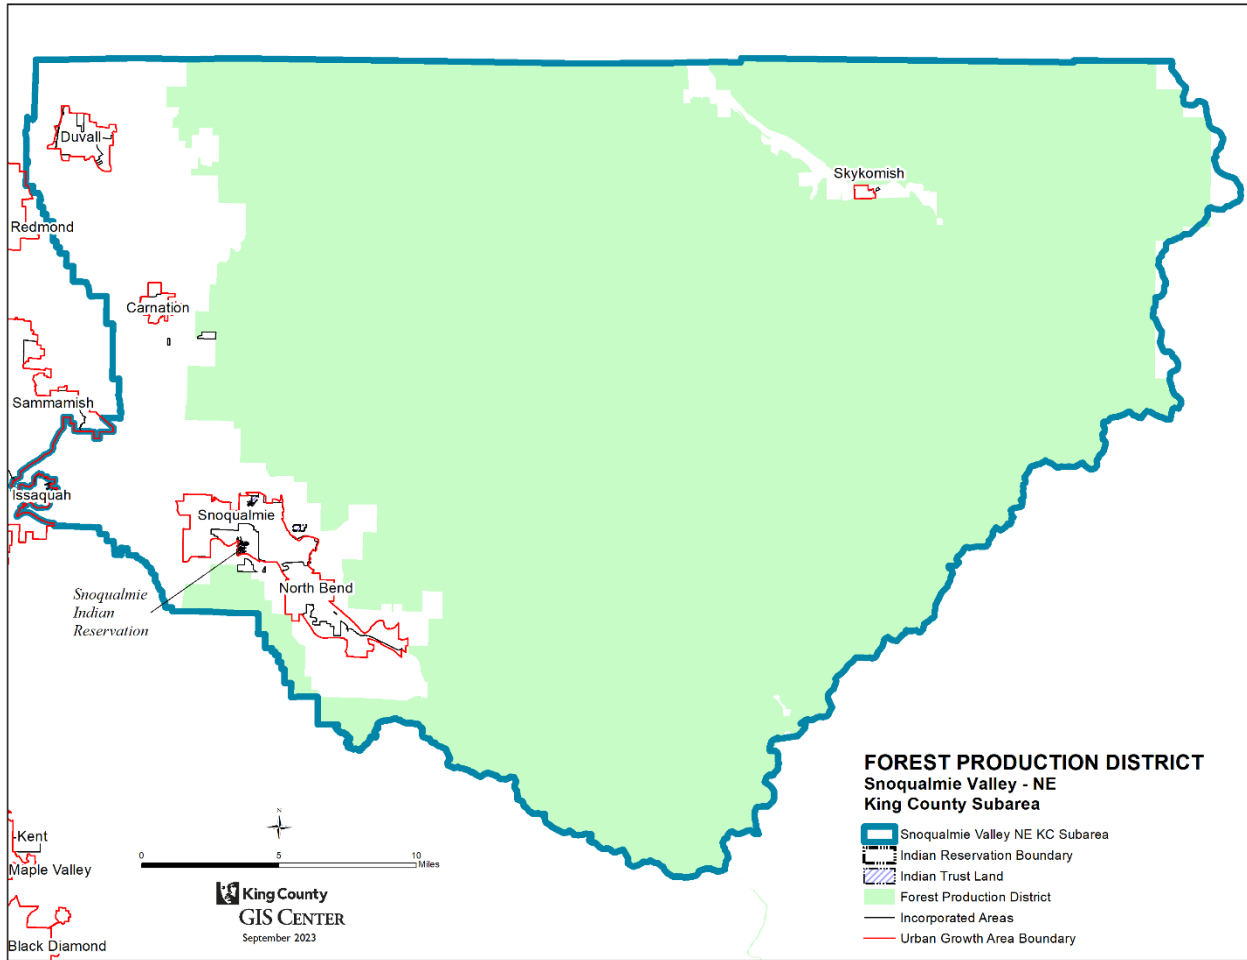 Duvall
Skykomish
Redmond
Carnation
Sammamish
Issaquah
Snoqualmie
North Bend
Snoqualmie
Indian
Reservation
FOREST PRODUCTION DISTRICT
Snoqualmie Valley - NE
King County Subarea
Snoqualmie Valley NE KC Subarea
Indian Reservation Boundary
Indian Trust Land
Forest Production District
Incorporated Areas
Urban Growth Area Boundary
N
0 5 10
Miles
King County
GIS CENTER
September 2023
Kent
Maple Valley
Black Diamond